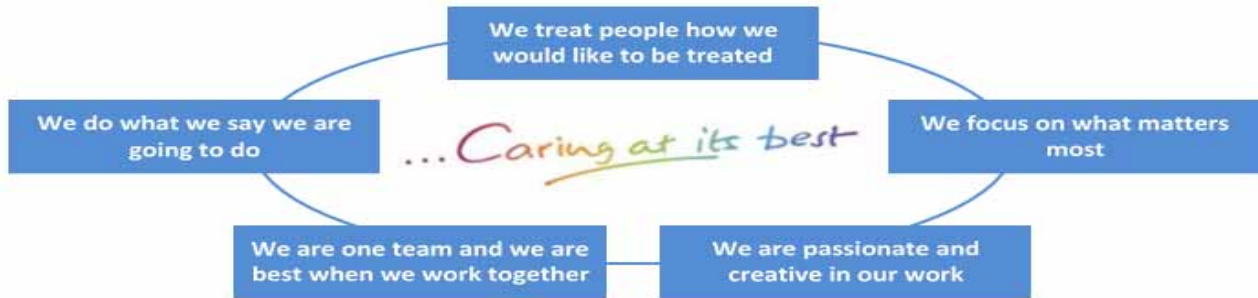 We treat people how we
would like to be treated
We do what we say we are
going to do
...Caring at its best
We focus on what matters
most
We are one team and we are
best when we work together
We are passionate and
creative in our work